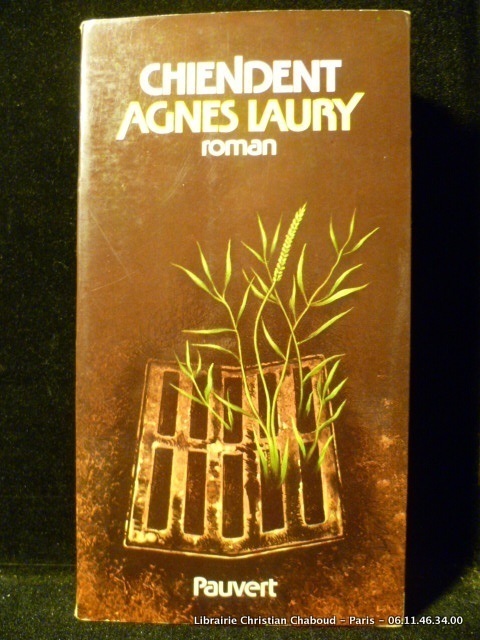 CHIENDENT
AGNES LAURY
roman
Pauvert
Librairie Christian Chaboud - Paris - 06.11.46.34.00